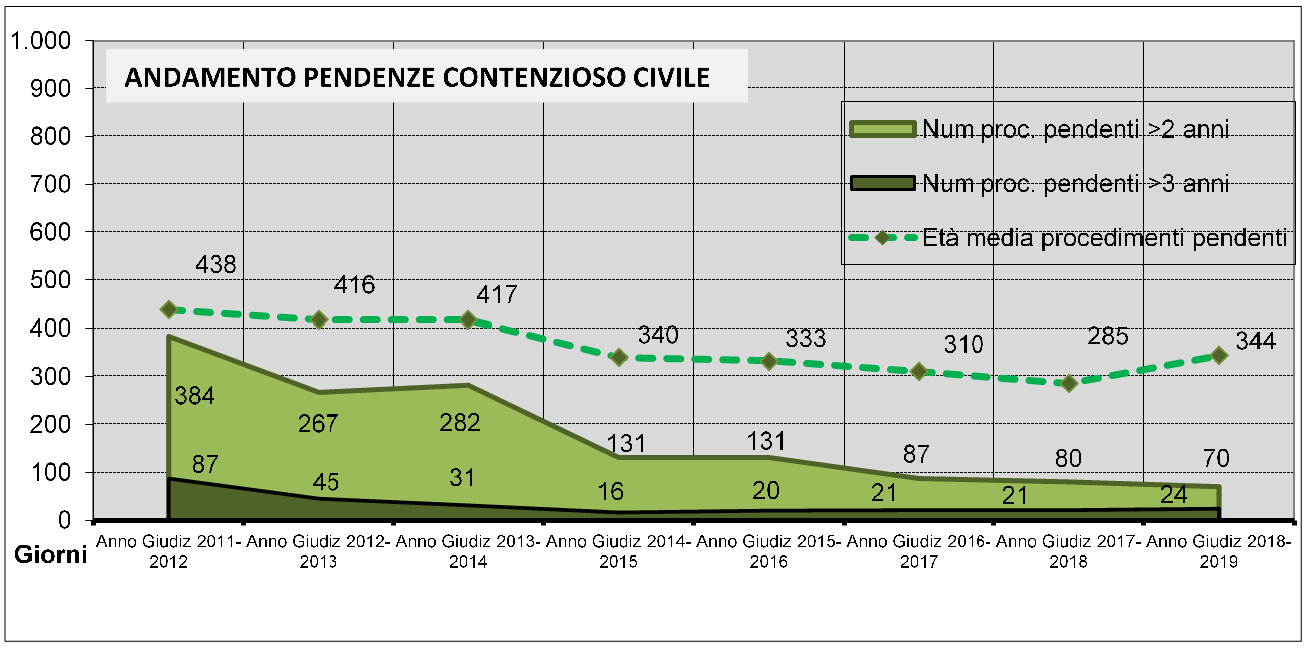 ANDAMENTO PENDENZE CONTENZIOSO CIVILE
1.000
900
800
700
600
500
400
300
200
100
0
Giorni
Num proc. pendenti >2 anni
Num proc. pendenti >3 anni
Età media procedimenti pendenti
438 416 417 340 333 310 285 344
384 267 282 131 131 87 80 70
87 45 31 16 20 21 21 24
Anno Giudiz 2011- Anno Giudiz 2012- Anno Giudiz 2013- Anno Giudiz 2014- Anno Giudiz 2015- Anno Giudiz 2016- Anno Giudiz 2017- Anno Giudiz 2018-
2012 2013 2014 2015 2016 2017 2018 2019